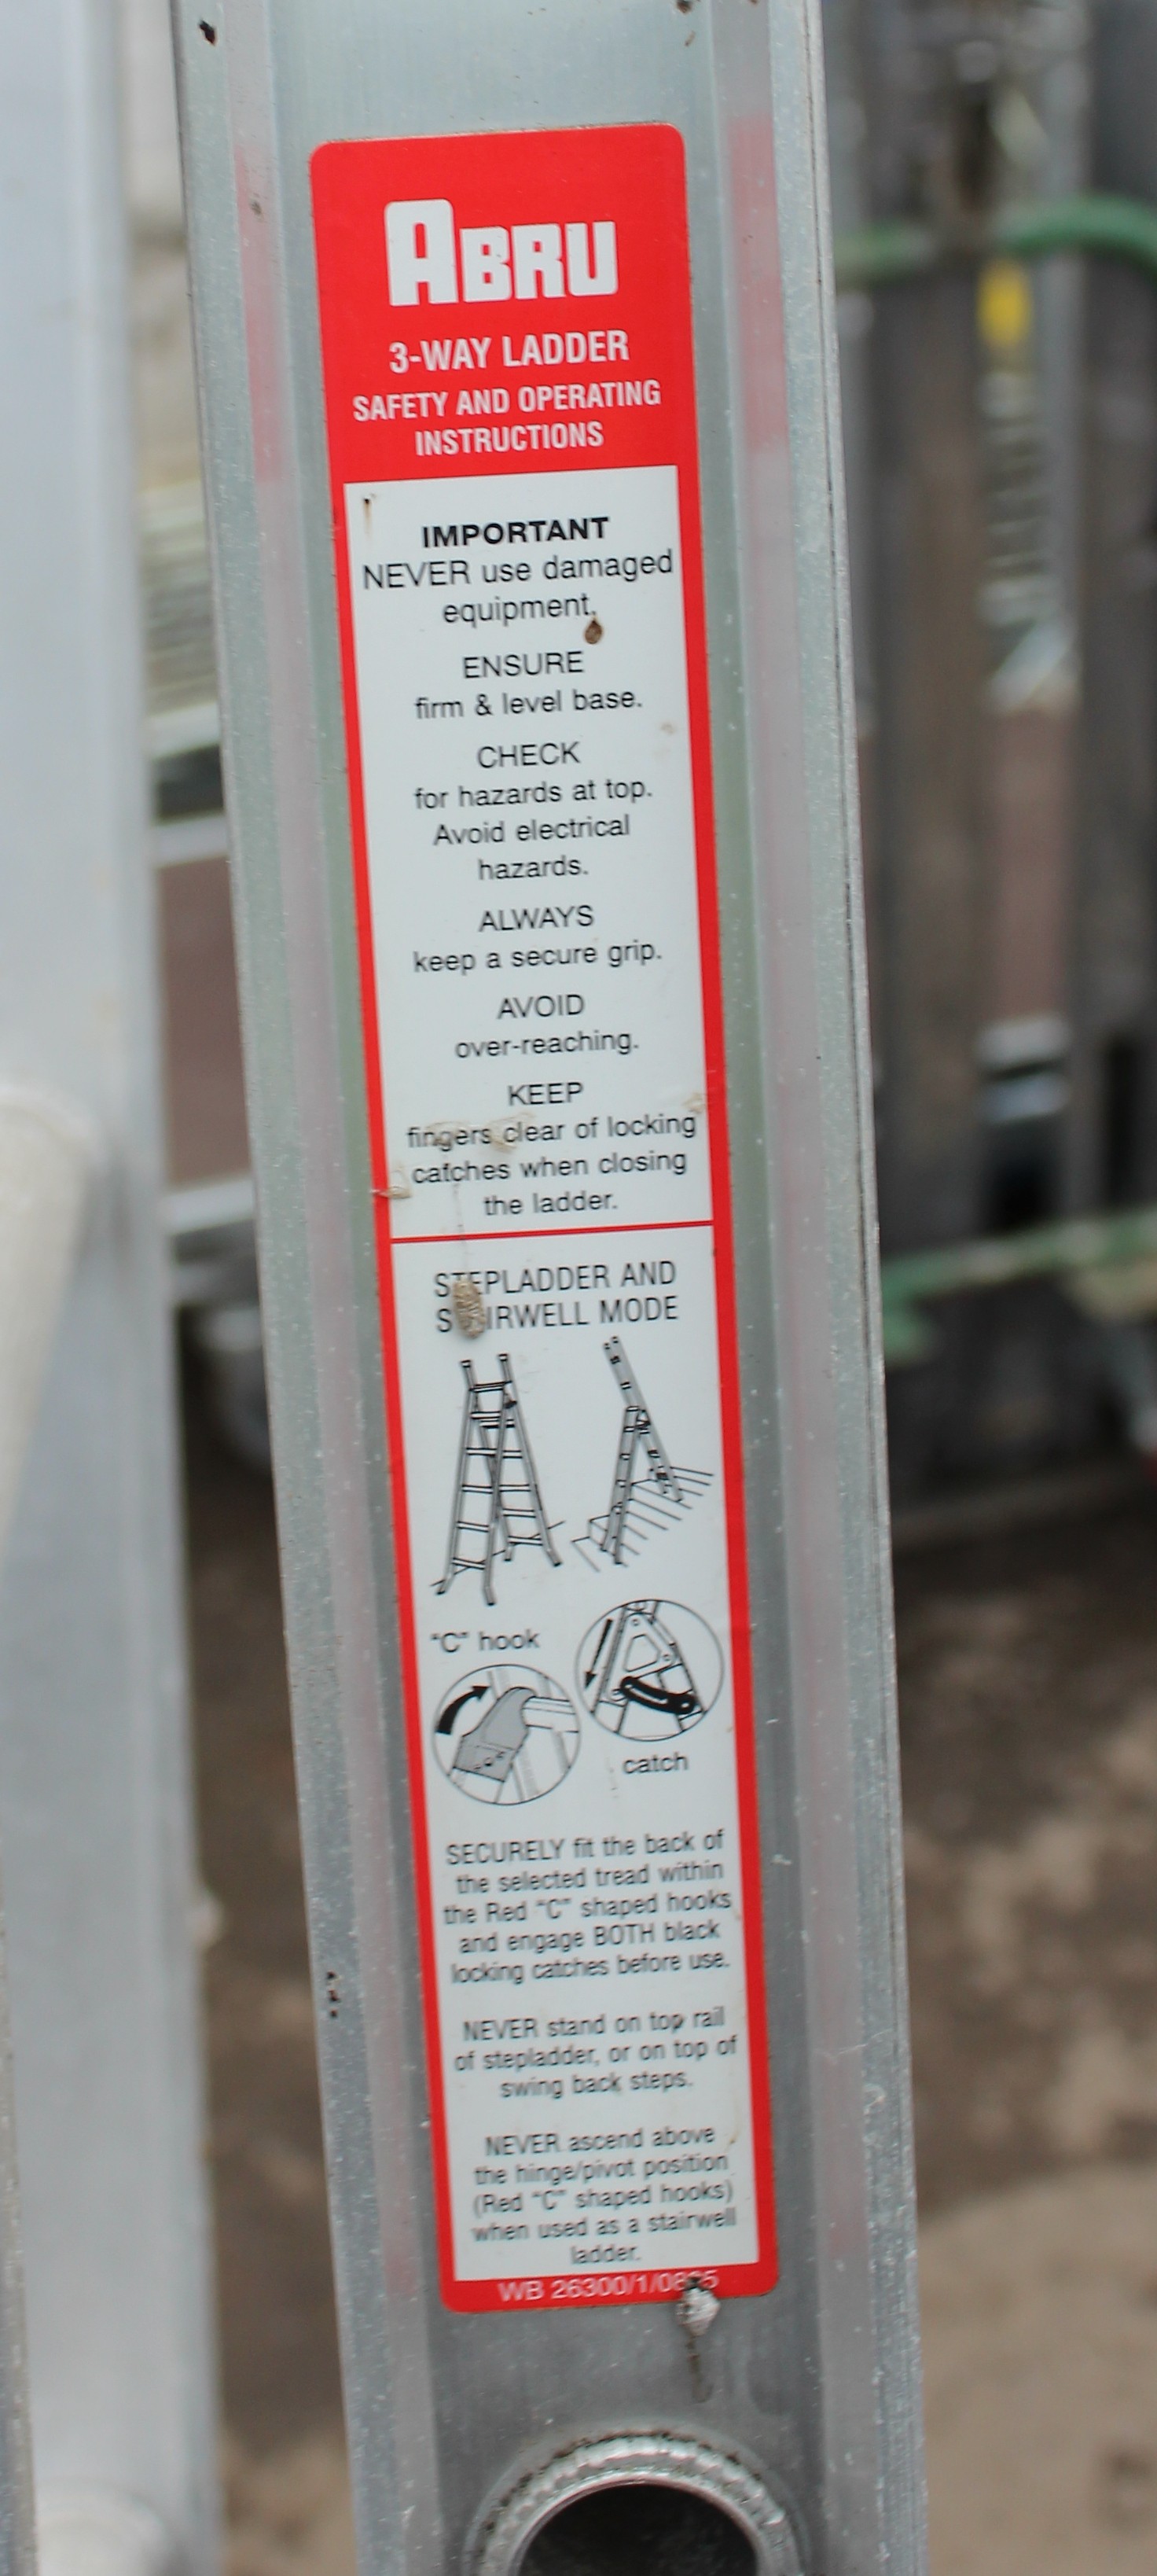 ABRU
3-WAY LADDER
SAFETY AND OPERATING
INSTRUCTIONS
IMPORTANT
NEVER use damaged
equipment.
ENSURE
firm & level base.
CHECK
for hazards at top.
Avoid electrical
hazards.
ALWAYS
keep a secure grip.
AVOID
over-reaching.
KEEP
fingers clear of locking
catches when closing
the ladder.
STEPLADDER AND
STAIRWELL MODE
"C" hook
catch
SECURELY fit the back of
the selected tread within
the Red "C" shaped hooks
and engage BOTH black
locking catches before use.
NEVER stand on top rail
of stepladder, or on top of
swing back steps.
NEVER ascend above
the hinge/pivot position
(Red "C" shaped hooks)
when used as a stairwell
ladder.
WB